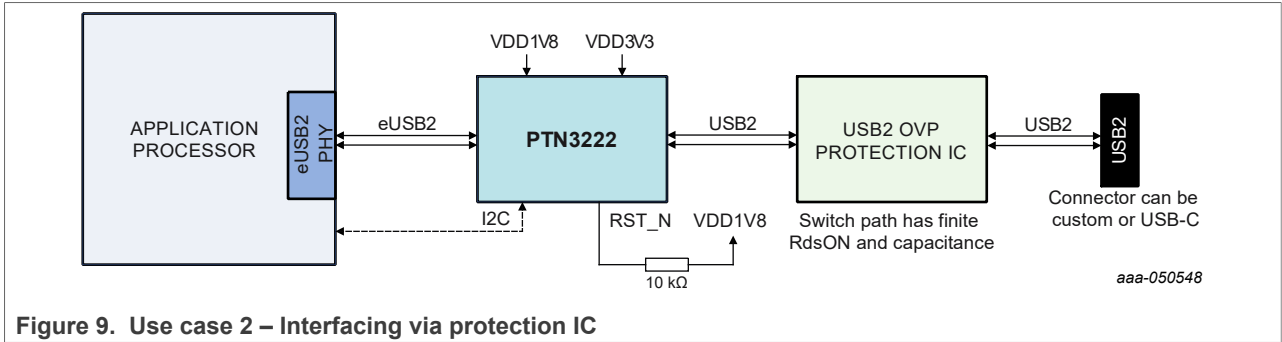 VDD1V8
VDD3V3
APPLICATION
PROCESSOR
eUSB2
PHY
eUSB2
PTN3222
USB2
USB2 OVP
PROTECTION IC
USB2
USB2
I2C
RST_N
VDD1V8
10 kΩ
Switch path has finite
RdsON and capacitance
Connector can be
custom or USB-C
aaa-050548
Figure 9. Use case 2 – Interfacing via protection IC